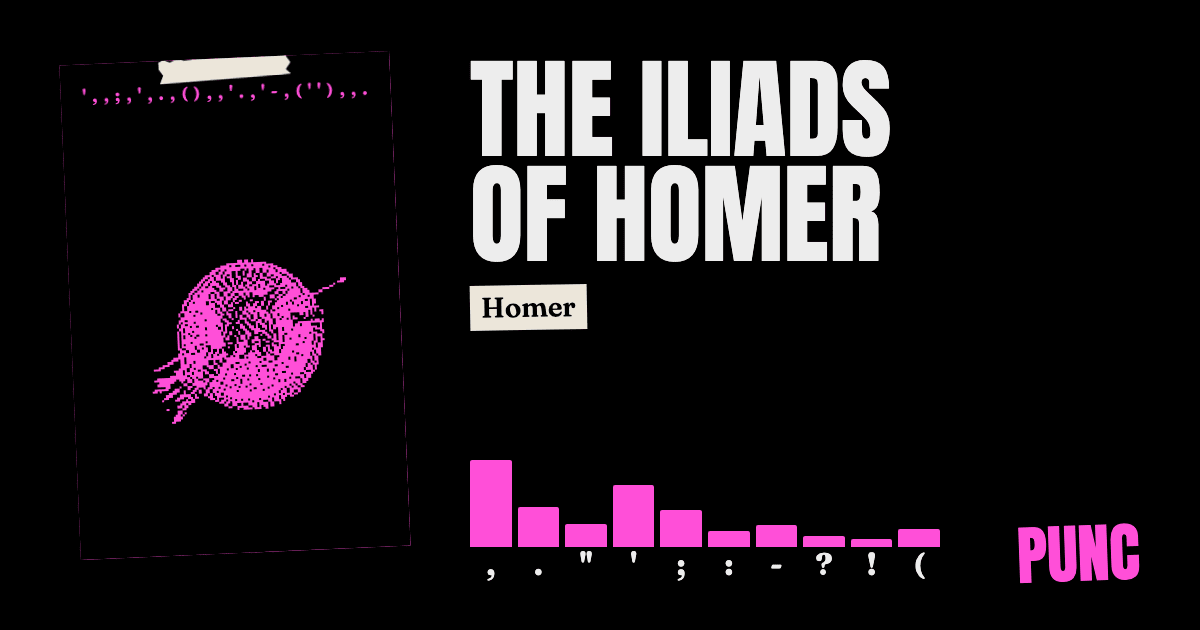 ',,;,',.,(),,'.,'-,(''),,.
THE ILIADS
OF HOMER
Homer
, . " ' ; : - ? ! (
PUNC